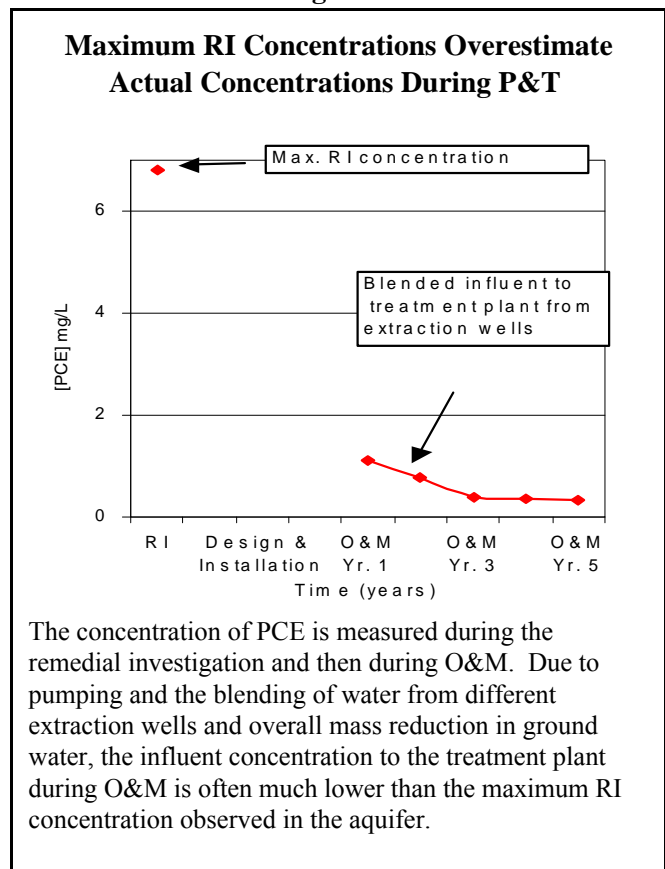 Maximum RI Concentrations Overestimate
Actual Concentrations During P&T
Max. RI concentration
6
Blended influent to
treatment plant from
extraction wells
4
[PCE] mg/L
2
0
RI Design & O&M O&M O&M
Installation Yr. 1 Yr. 3 Yr. 5
Time (years)
The concentration of PCE is measured during the
remedial investigation and then during O&M. Due to
pumping and the blending of water from different
extraction wells and overall mass reduction in ground
water, the influent concentration to the treatment plant
during O&M is often much lower than the maximum RI
concentration observed in the aquifer.